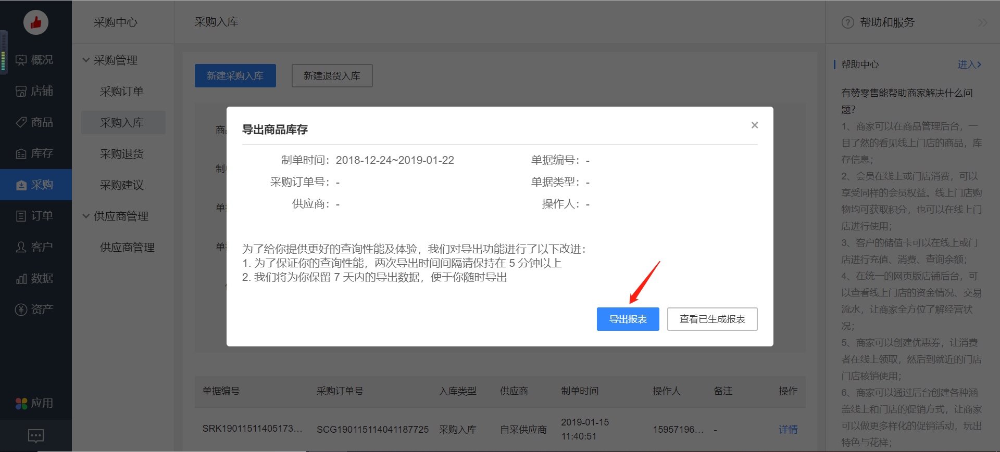 概况
店铺
商品
库存
采购
订单
客户
数据
资产
应用
采购中心
采购管理
采购订单
采购入库
采购退货
采购建议
供应商管理
供应商管理
采购入库
新建采购入库
新建退货入库
导出商品库存
制单时间：2018-12-24~2019-01-22
单据编号：-
采购订单号：-
单据类型：-
供应商：-
操作人：-
为了给你提供更好的查询性能及体验，我们对导出功能进行了以下改进：
1. 为了保证你的查询性能，两次导出时间间隔请保持在 5 分钟以上
2. 我们将为你保留 7 天内的导出数据，便于你随时导出
导出报表
查看已生成报表
单据编号 采购订单号 入库类型 供应商 制单时间 操作人 备注 操作
SRK19011511405173... SCG190115114041187725 采购入库 自采供应商 2019-01-15 11:40:51 15957196... - 详情
帮助和服务
帮助中心
进入
有赞零售能帮助商家解决什么问
题？
1、商家可以在商品管理后台，一
目了然的看见线上门店的商品，库
存信息；
2、会员在线上或门店消费，可以
享受同样的会员权益。线上门店购
物均可获取积分，也可以在线上门
店进行使用；
3、客户的储值卡可以在线上或门
店进行充值、消费、查询余额；
4、在统一的网页版店铺后台，可
以查看线上门店的资金情况、交易
流水，让商家全方位了解经营状
况；
5、商家可以创建优惠券，让消费
者在线上领取，然后到就近的门店
门店核销使用；
6、商家可以通过后台创建各种涵
盖线上和门店的促销方式，让商家
可以做更多样化的促销活动，玩出
特色与花样；